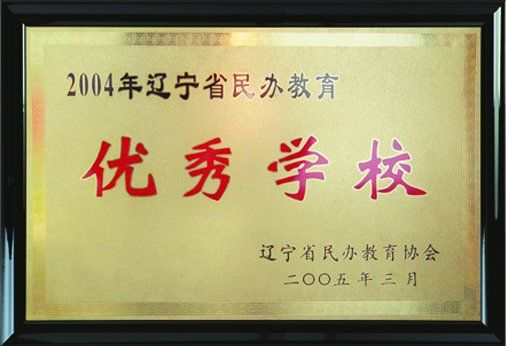 2004年辽宁省民办教育
优秀学校
辽宁省民办教育协会
二〇〇五年三月